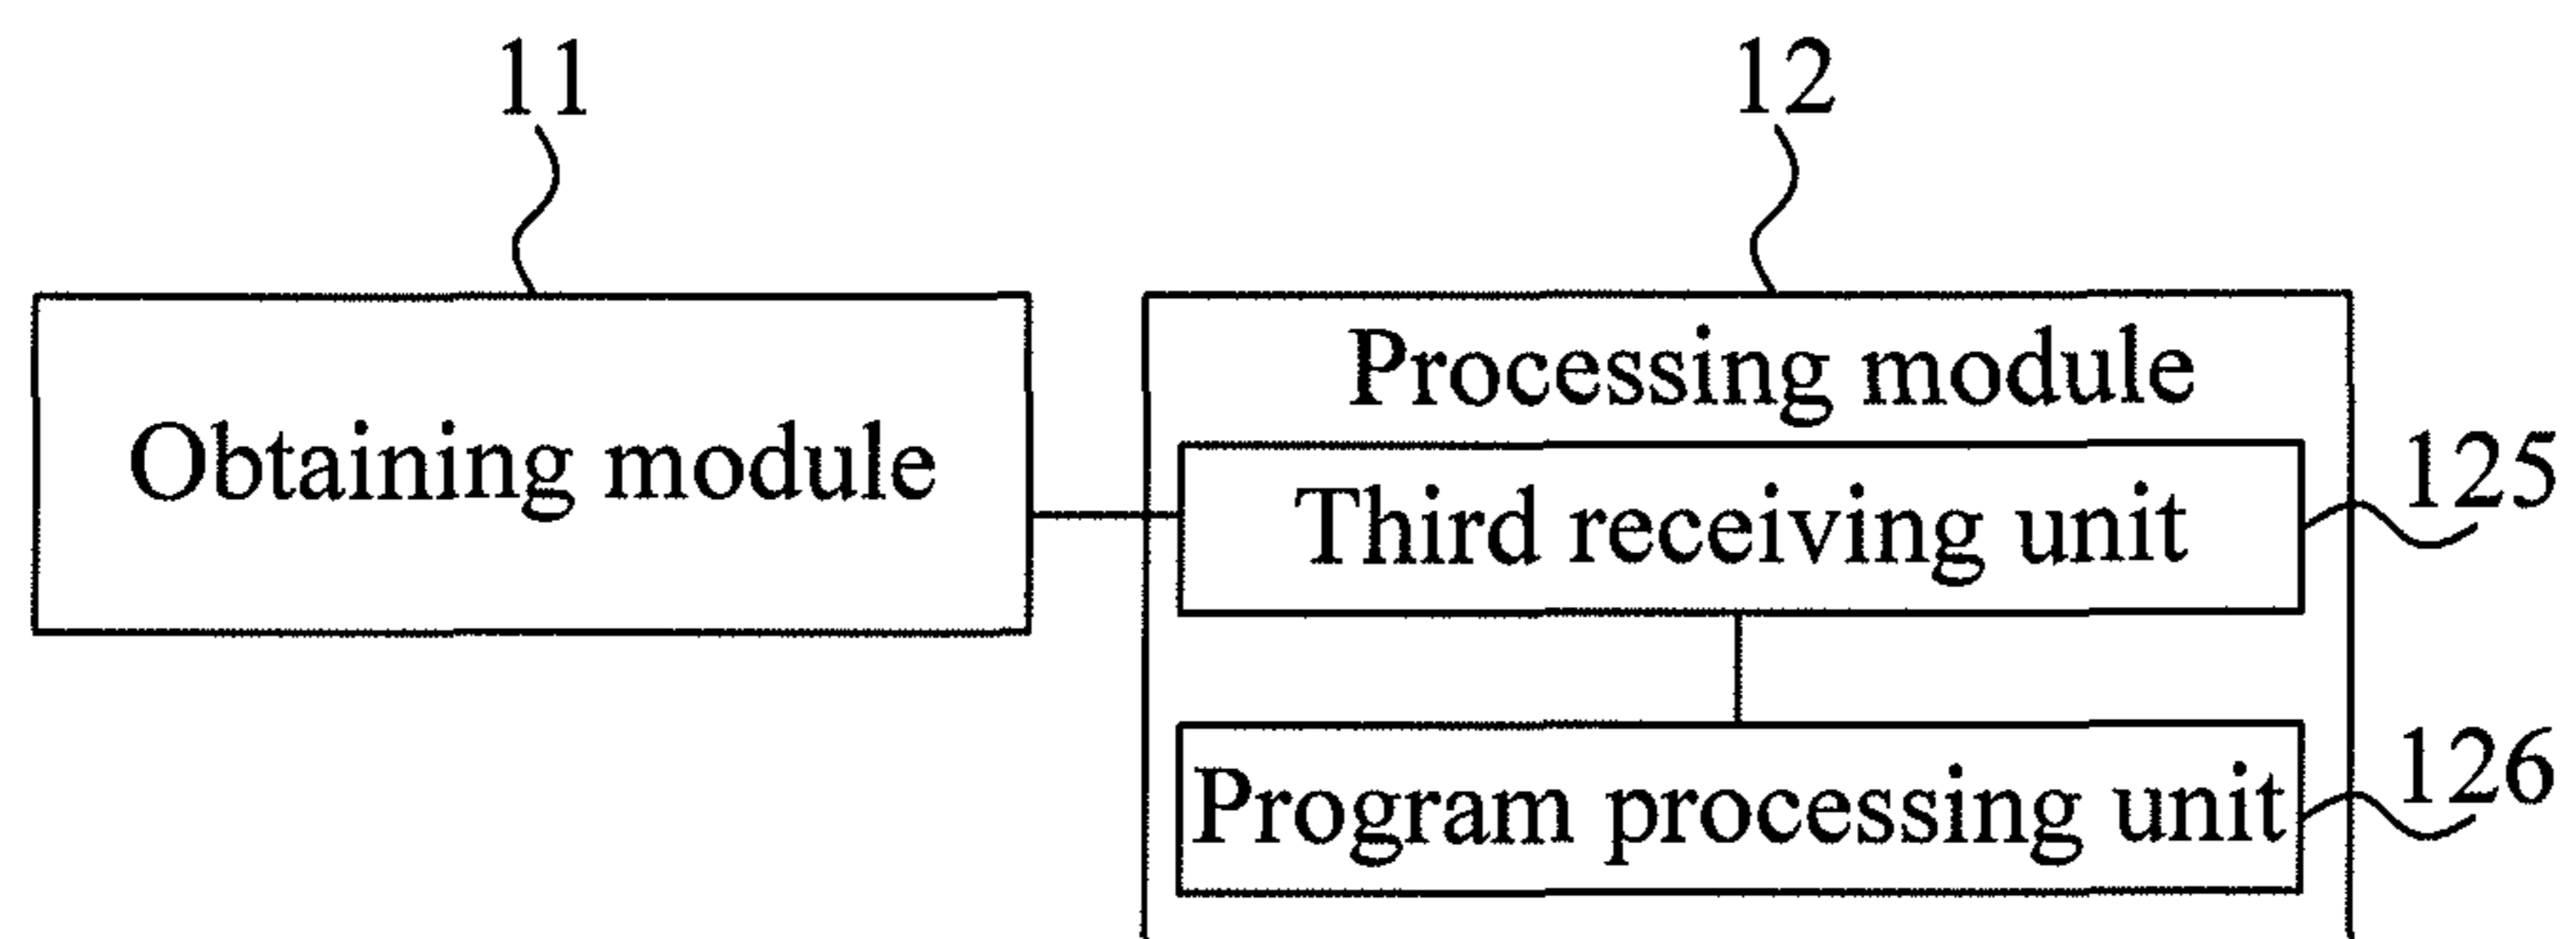 11
12
Processing module
Obtaining module
Third receiving unit
125
Program processing unit
126